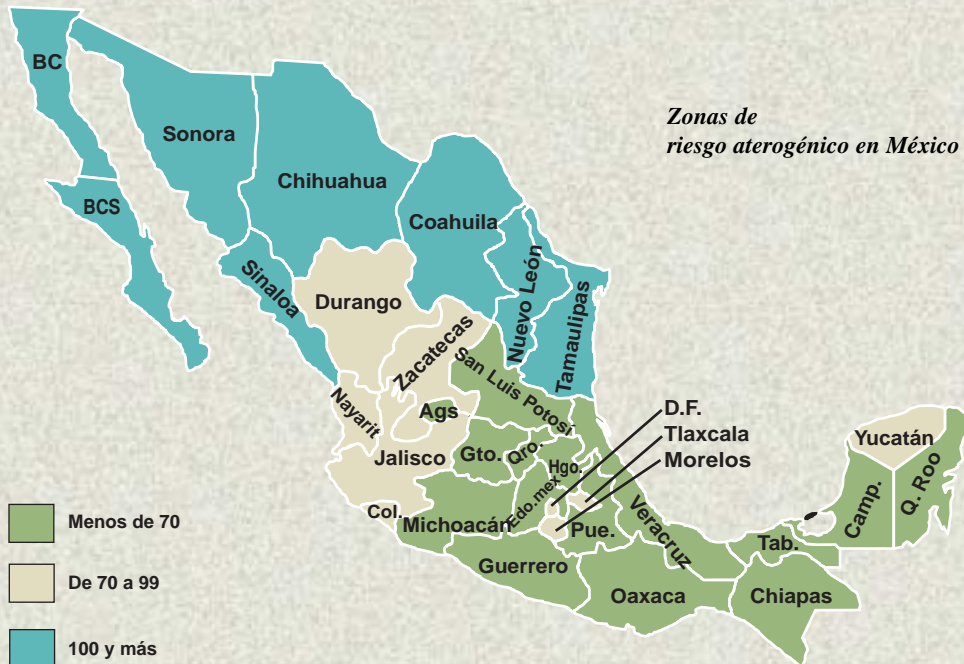 Zonas de
riesgo aterogénico en México
BC
Sonora
Chihuahua
BCS
Coahuila
Sinaloa
Durango
Nuevo León
Tamaulipas
Zacatecas
San Luis Potosí
Nayarit
Ags
D.F.
Tlaxcala
Morelos
Jalisco
Gto.
Qro.
Hgo.
Yucatán
Col.
Michoacán
Edo.mex
Pue.
Veracruz
Camp.
Q. Roo
Tab.
Guerrero
Oaxaca
Chiapas
Menos de 70
De 70 a 99
100 y más